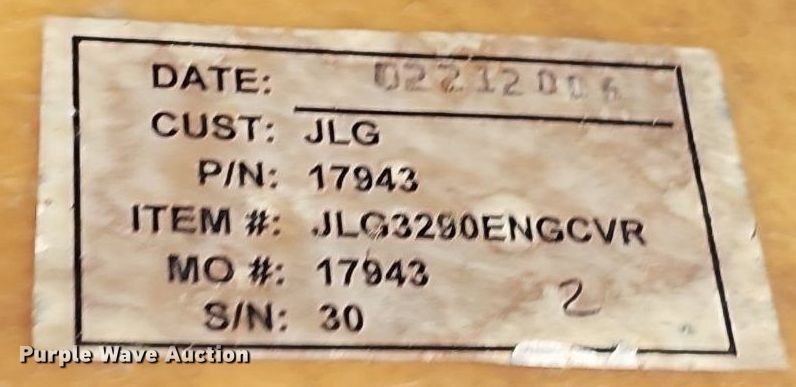 DATE: 02212006
CUST: JLG
P/N: 17943
ITEM #: JLG3290ENGCVR
MO #: 17943
S/N: 30
2
Purple Wave Auction